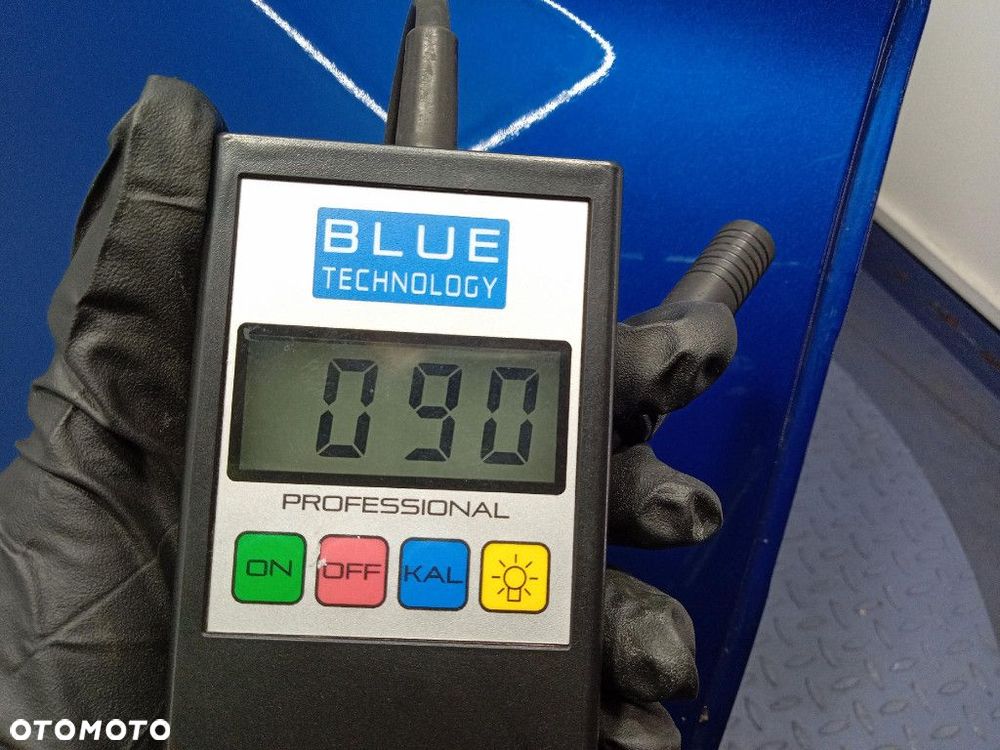 BLUE
TECHNOLOGY
090
PROFESSIONAL
ON OFF KAL
OTOMOTO